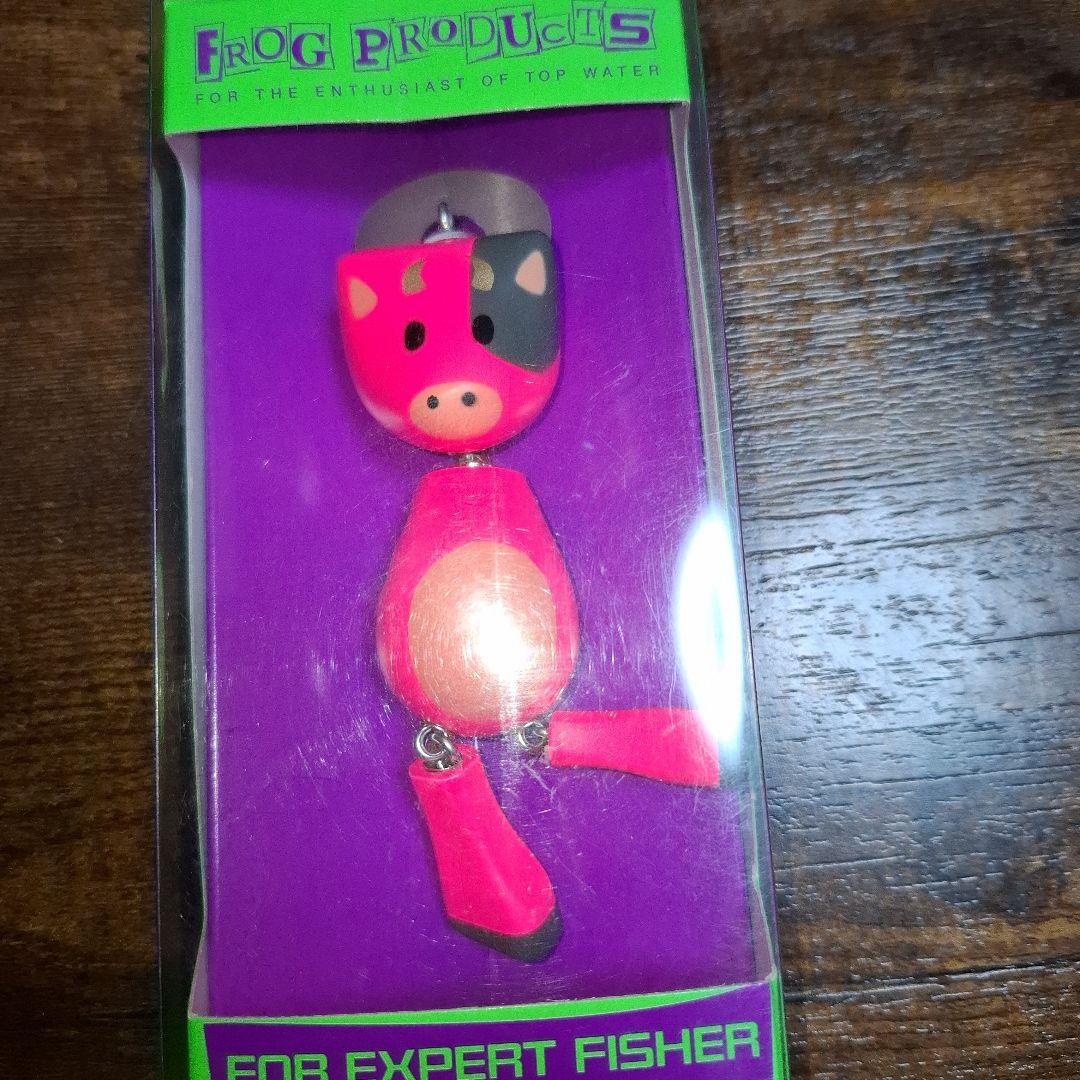 FROG PRODUCTS
FOR THE ENTHUSIAST OF TOP WATER
FOR EXPERT FISHER